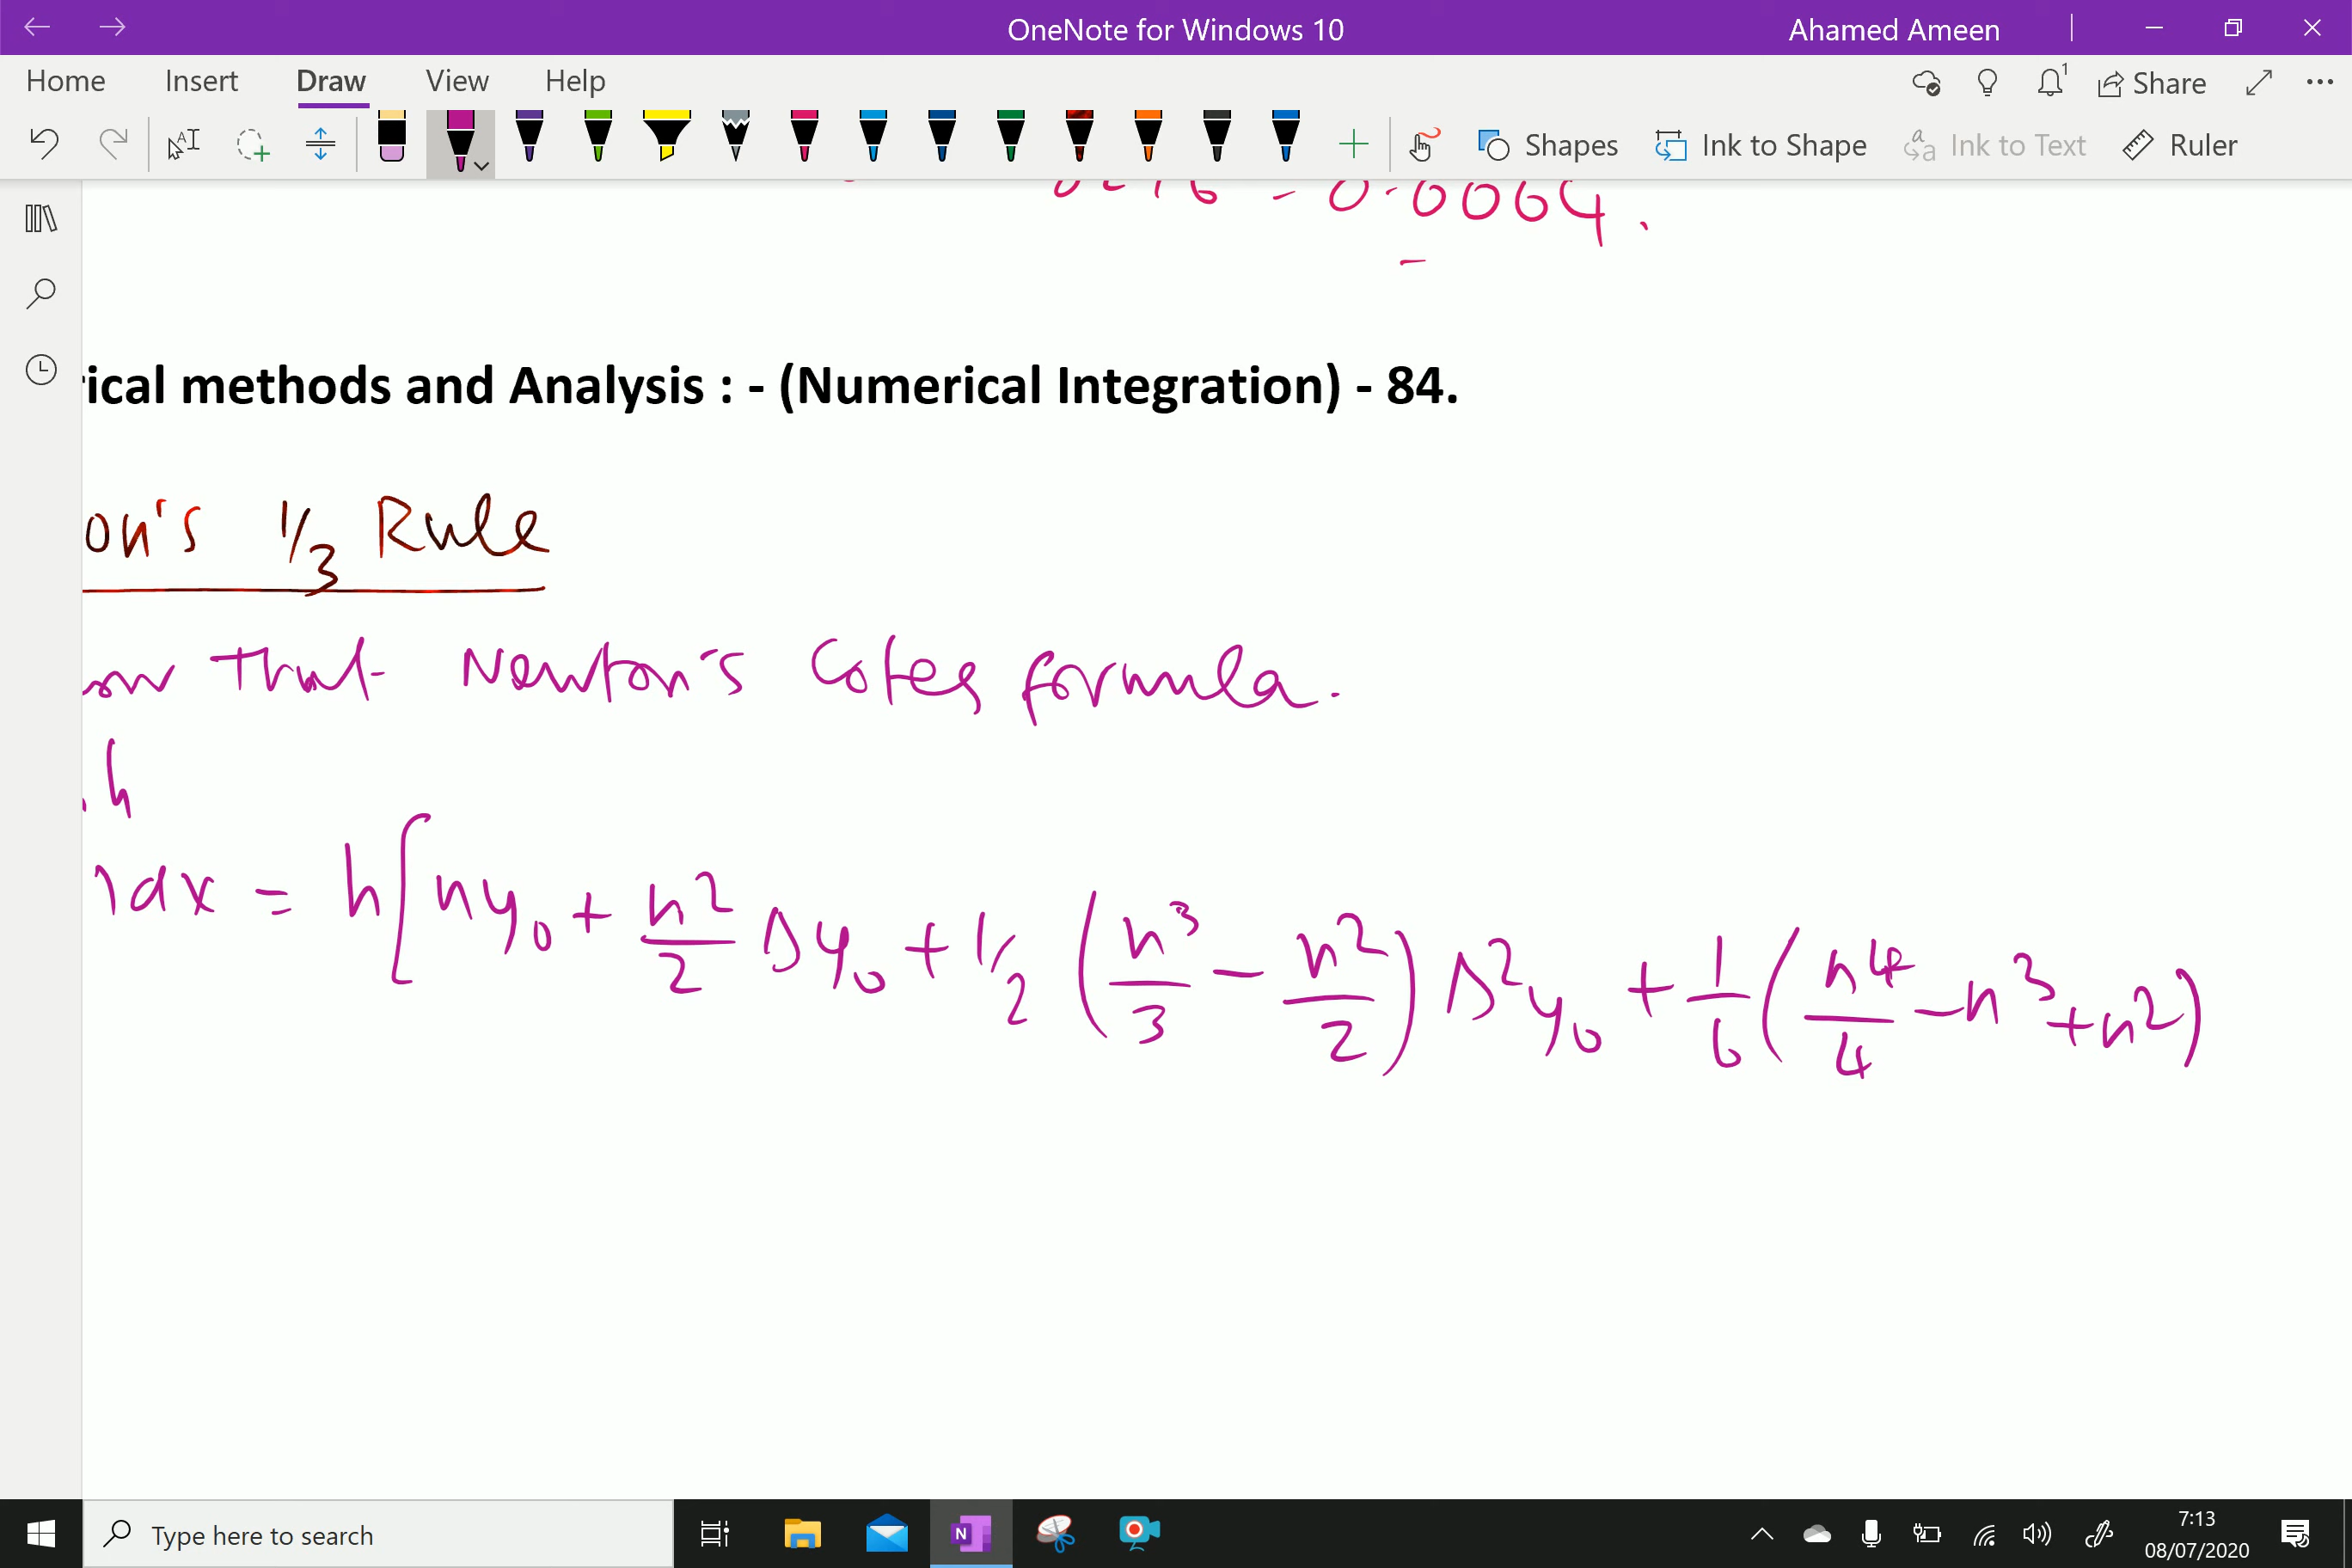 OneNote for Windows 10
Ahamed Ameen
Home Insert Draw View Help
1 Share
Shapes Ink to Shape Ink to Text Ruler
0.0064.
ical methods and Analysis : - (Numerical Integration) - 84.
on's 1/3 Rule
ow that Newton's Cotes formula.
h
dx = h[ny₀ + n²/2 Δy₀ + 1/2 (n³/3 − n²/2) Δ²y₀ + 1/6 (n⁴/4 − n³ + n²)
Type here to search
7:13
08/07/2020